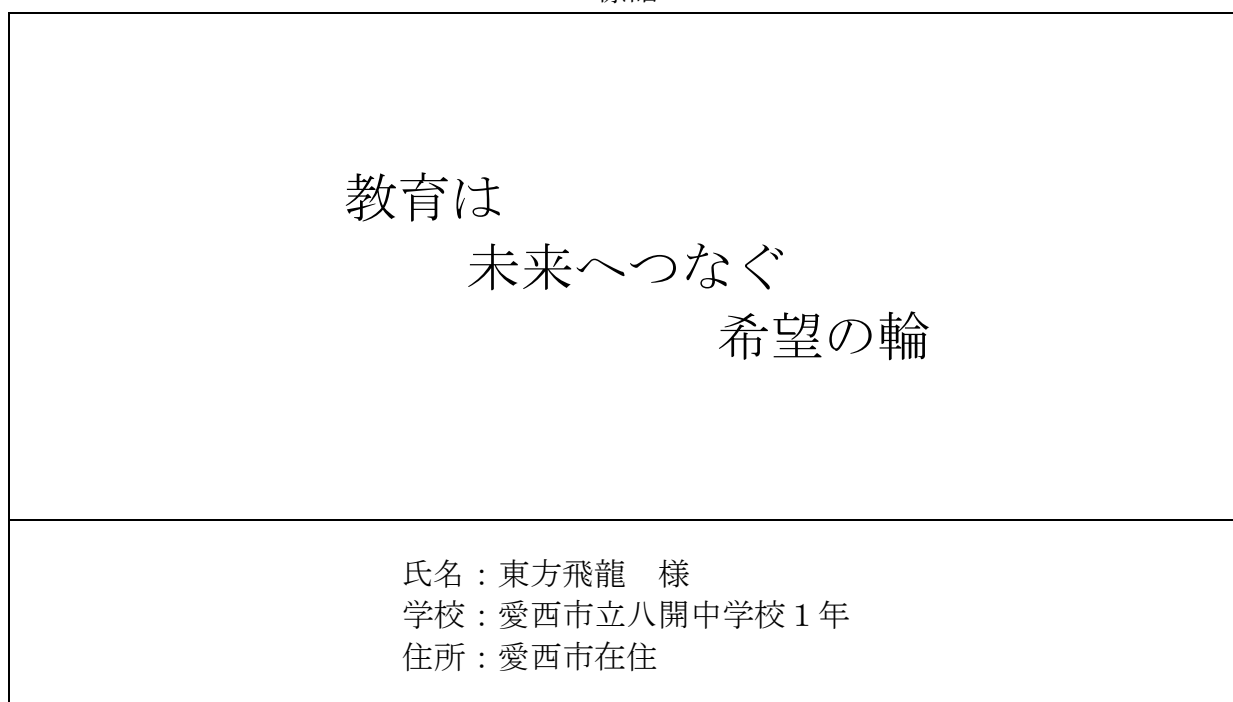 教育は
未来へつなぐ
希望の輪
氏名：東方飛龍　様
学校：愛西市立八開中学校１年
住所：愛西市在住